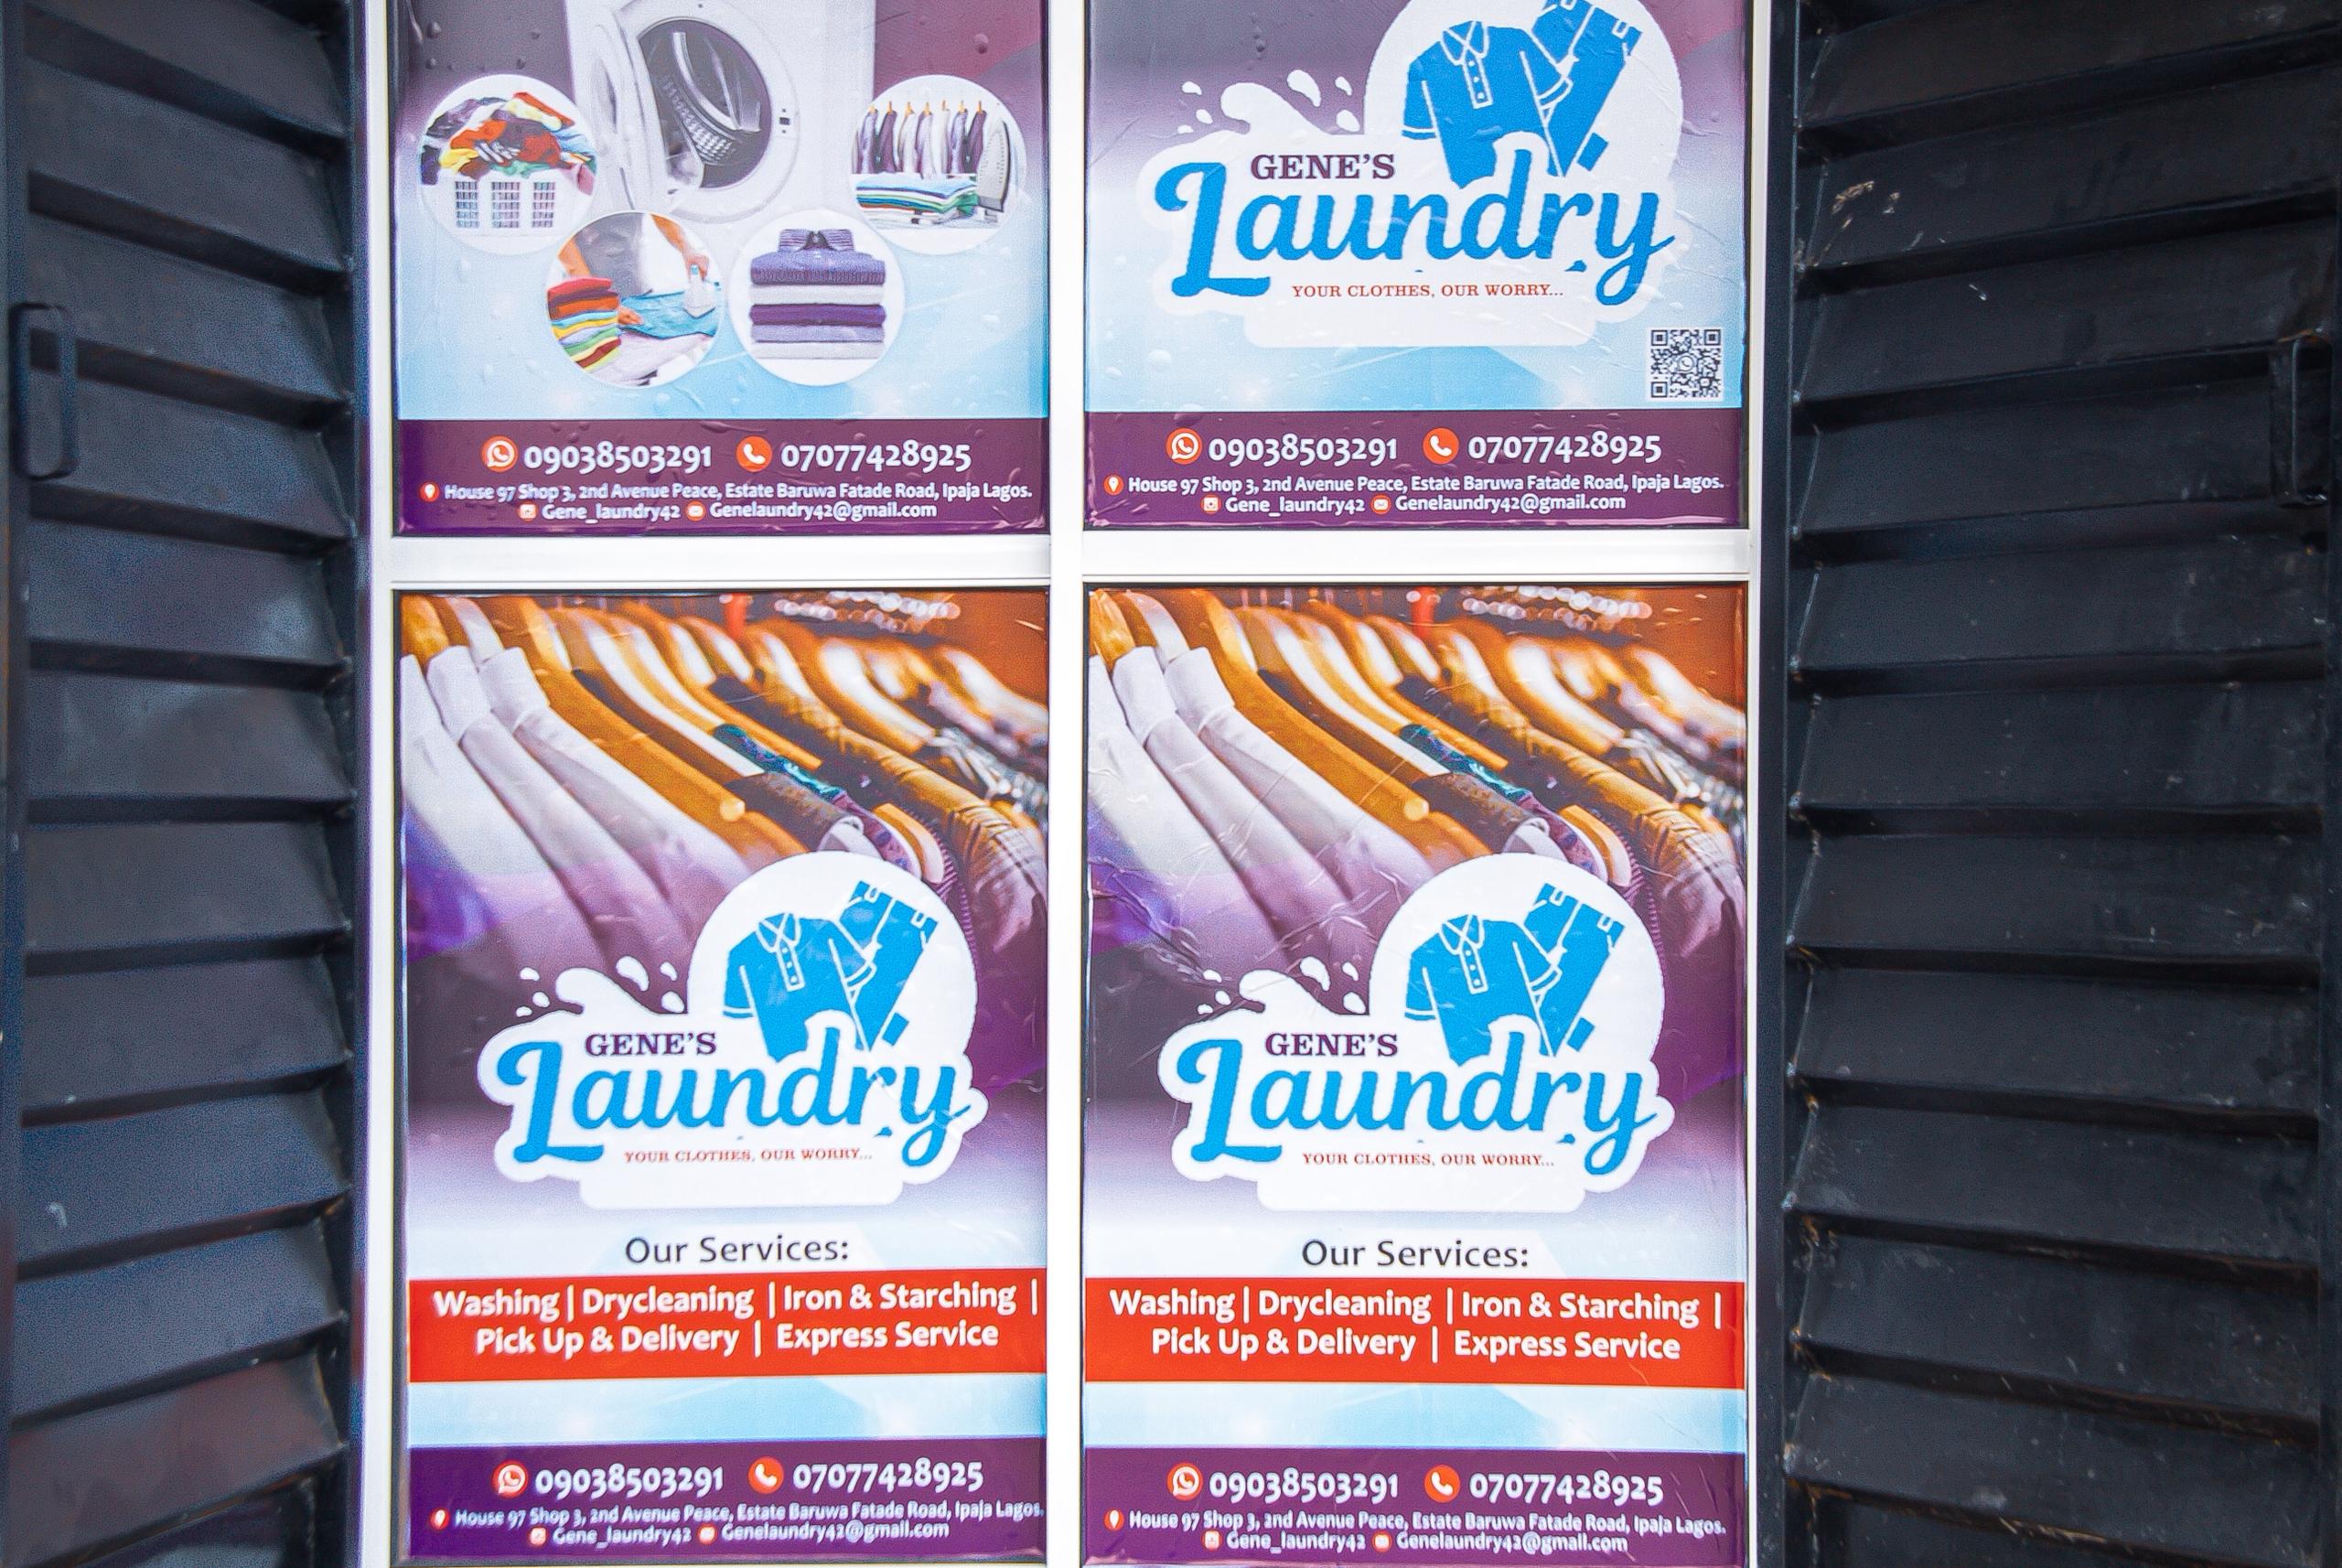 09038503291 07077428925
House 97 Shop 3, 2nd Avenue Peace, Estate Baruwa Fatade Road, Ipaja Lagos.
Gene_laundry42 Genelaundry42@gmail.com
GENE'S
Laundry
YOUR CLOTHES, OUR WORRY...
09038503291 07077428925
House 97 Shop 3, 2nd Avenue Peace, Estate Baruwa Fatade Road, Ipaja Lagos.
Gene_laundry42 Genelaundry42@gmail.com
GENE'S
Laundry
YOUR CLOTHES, OUR WORRY...
Our Services:
Washing | Drycleaning | Iron & Starching |
Pick Up & Delivery | Express Service
09038503291 07077428925
House 97 Shop 3, 2nd Avenue Peace, Estate Baruwa Fatade Road, Ipaja Lagos.
Gene_laundry42 Genelaundry42@gmail.com
GENE'S
Laundry
YOUR CLOTHES, OUR WORRY...
Our Services:
Washing | Drycleaning | Iron & Starching |
Pick Up & Delivery | Express Service
09038503291 07077428925
House 97 Shop 3, 2nd Avenue Peace, Estate Baruwa Fatade Road, Ipaja Lagos.
Gene_laundry42 Genelaundry42@gmail.com